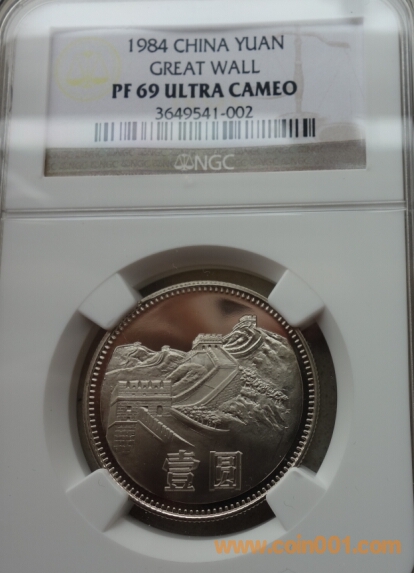 1984 CHINA YUAN
GREAT WALL
PF 69 ULTRA CAMEO
3649541-002
NGC
壹圆
www.coin001.com